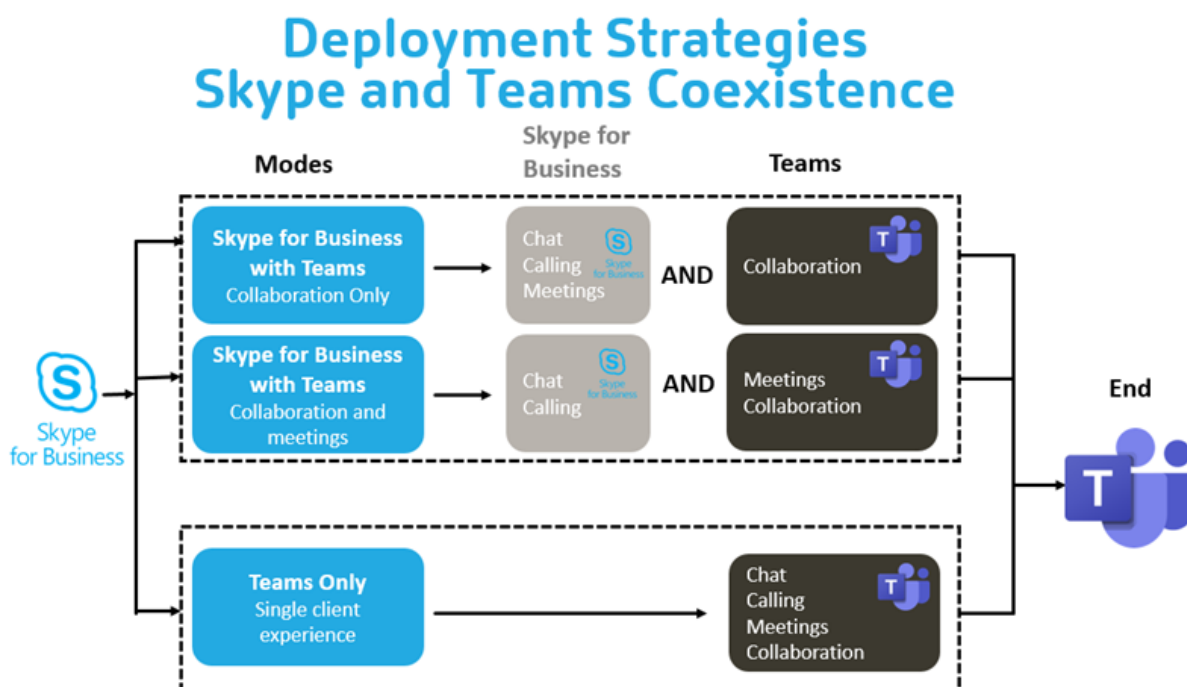 Deployment Strategies
Skype and Teams Coexistence
Modes
Skype for
Business
Teams
Skype for Business
with Teams
Collaboration Only
Chat
Calling
Meetings
S
Skype
for Business
AND
Collaboration
T
Skype for Business
with Teams
Collaboration and
meetings
Chat
Calling
S
Skype
for Business
AND
Meetings
Collaboration
T
S
Skype
for Business
End
T
Teams Only
Single client
experience
Chat
Calling
Meetings
Collaboration
T